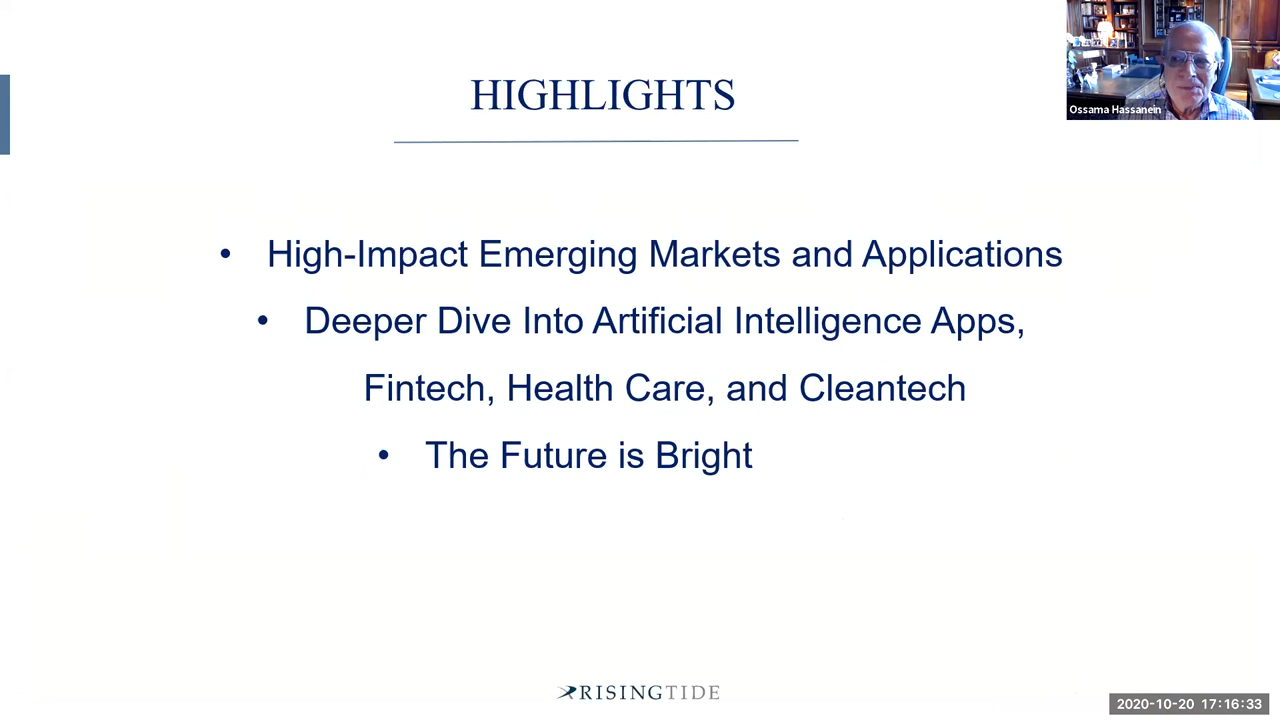 HIGHLIGHTS
Ossama Hassanein
• High-Impact Emerging Markets and Applications
• Deeper Dive Into Artificial Intelligence Apps,
Fintech, Health Care, and Cleantech
• The Future is Bright
RISINGTIDE
2020-10-20 17:16:33